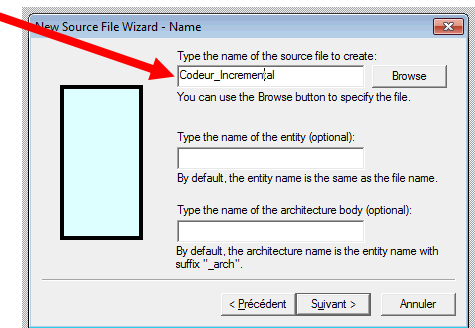 New Source File Wizard - Name
Type the name of the source file to create:
Codeur_Incremental
Browse
You can use the Browse button to specify the file.
Type the name of the entity (optional):
By default, the entity name is the same as the file name.
Type the name of the architecture body (optional):
By default, the architecture name is the entity name with
suffix "_arch".
< Précédent
Suivant >
Annuler